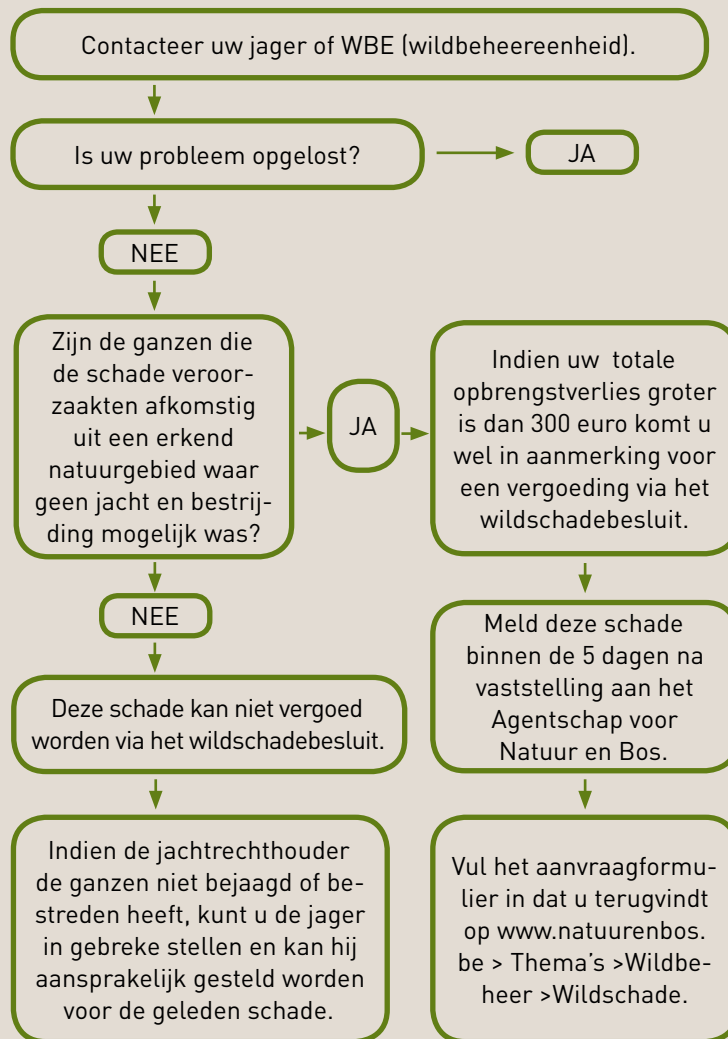 Contacteer uw jager of WBE (wildbeheereenheid).
Is uw probleem opgelost?
JA
NEE
Zijn de ganzen die
de schade veroor-
zaakten afkomstig
uit een erkend
natuurgebied waar
geen jacht en bestrij-
ding mogelijk was?
JA
Indien uw totale
opbrengstverlies groter
is dan 300 euro komt u
wel in aanmerking voor
een vergoeding via het
wildschadebesluit.
NEE
Deze schade kan niet vergoed
worden via het wildschadebesluit.
Indien de jachtrechthouder
de ganzen niet bejaagd of be-
streden heeft, kunt u de jager
in gebreke stellen en kan hij
aansprakelijk gesteld worden
voor de geleden schade.
Meld deze schade
binnen de 5 dagen na
vaststelling aan het
Agentschap voor
Natuur en Bos.
Vul het aanvraagformu-
lier in dat u terugvindt
op www.natuurenbos.
be > Thema's >Wildbe-
heer >Wildschade.